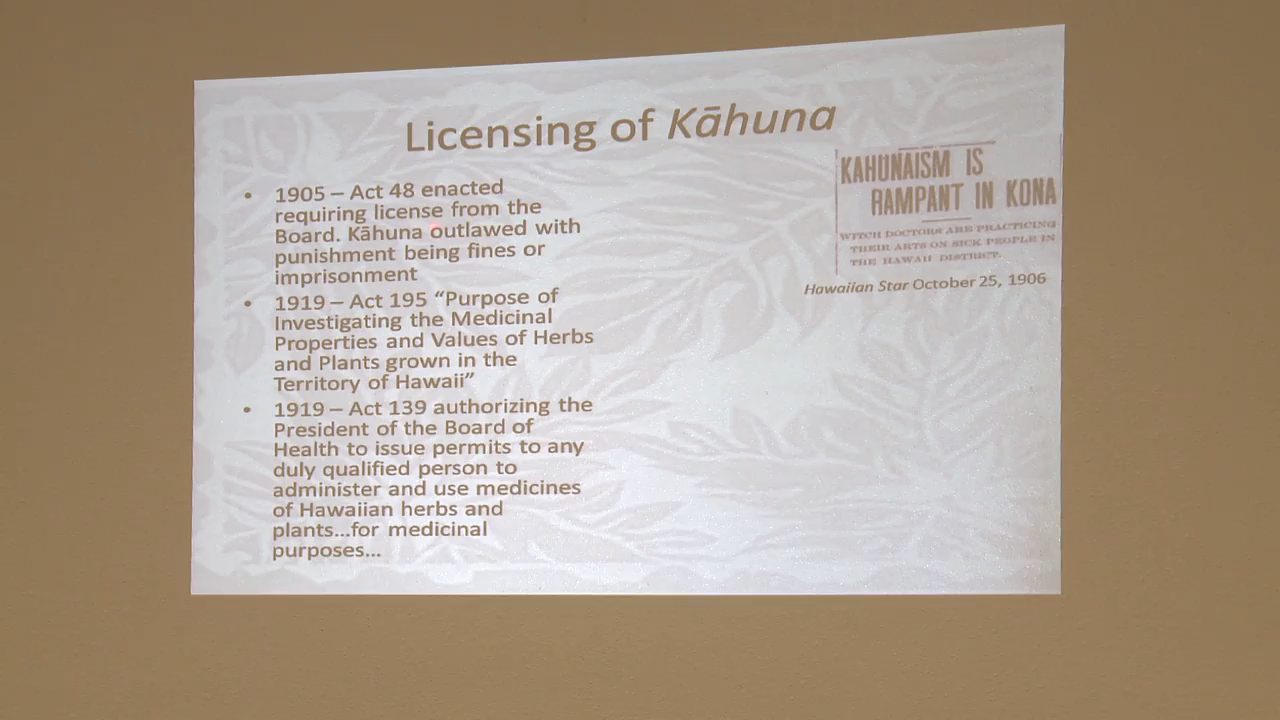 Licensing of Kāhuna
• 1905 – Act 48 enacted
requiring license from the
Board. Kāhuna outlawed with
punishment being fines or
imprisonment
• 1919 – Act 195 “Purpose of
Investigating the Medicinal
Properties and Values of Herbs
and Plants grown in the
Territory of Hawaii”
• 1919 – Act 139 authorizing the
President of the Board of
Health to issue permits to any
duly qualified person to
administer and use medicines
of Hawaiian herbs and
plants...for medicinal
purposes...
KAHUNAISM IS
RAMPANT IN KONA
WITCH DOCTORS ARE PRACTICING
THEIR ARTS ON SICK PEOPLE IN
THE HAWAII DISTRICT.
Hawaiian Star October 25, 1906